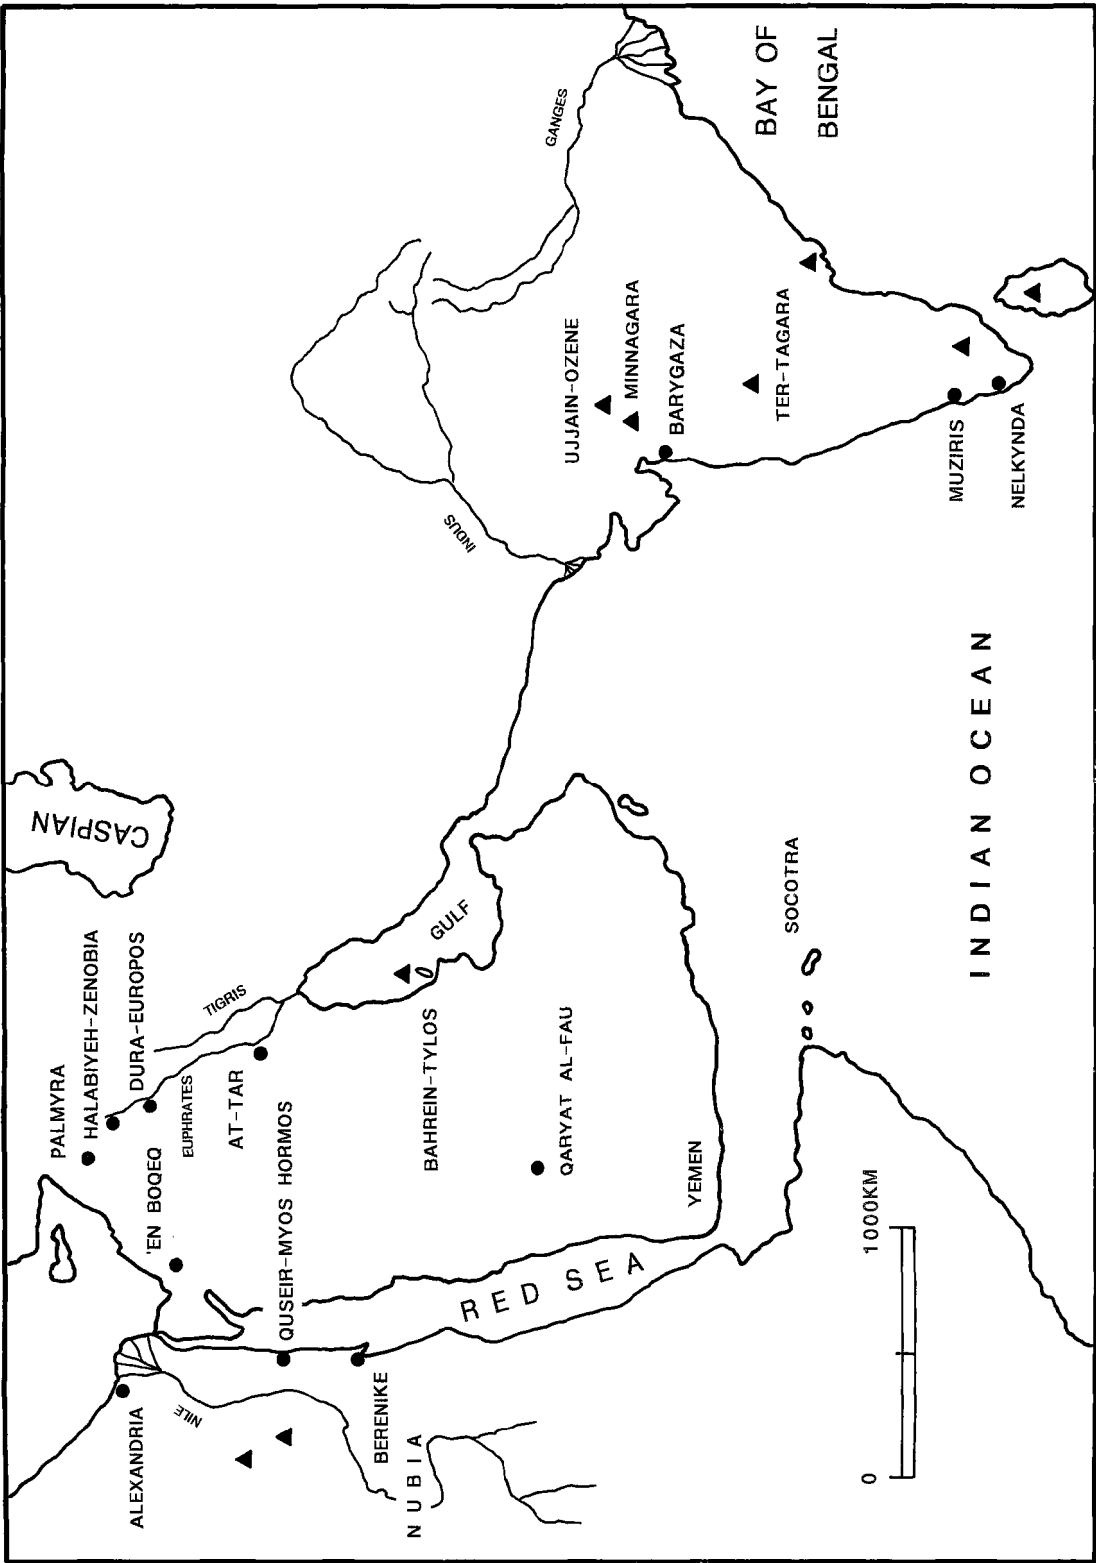 PALMYRA
HALABIYEH-ZENOBIA
DURA-EUROPOS
CASPIAN
TIGRIS
EUPHRATES
'EN BOQEQ
AT-TAR
QUSEIR-MYOS HORMOS
ALEXANDRIA
NILE
BERENIKE
NUBIA
GULF
BAHREIN-TYLOS
QARYAT AL-FAU
YEMEN
RED SEA
SOCOTRA
0
1000KM
INDUS
GANGES
UJJAIN-OZENE
MINNAGARA
BARYGAZA
TER-TAGARA
MUZIRIS
NELKYNDA
BAY OF
BENGAL
INDIAN OCEAN